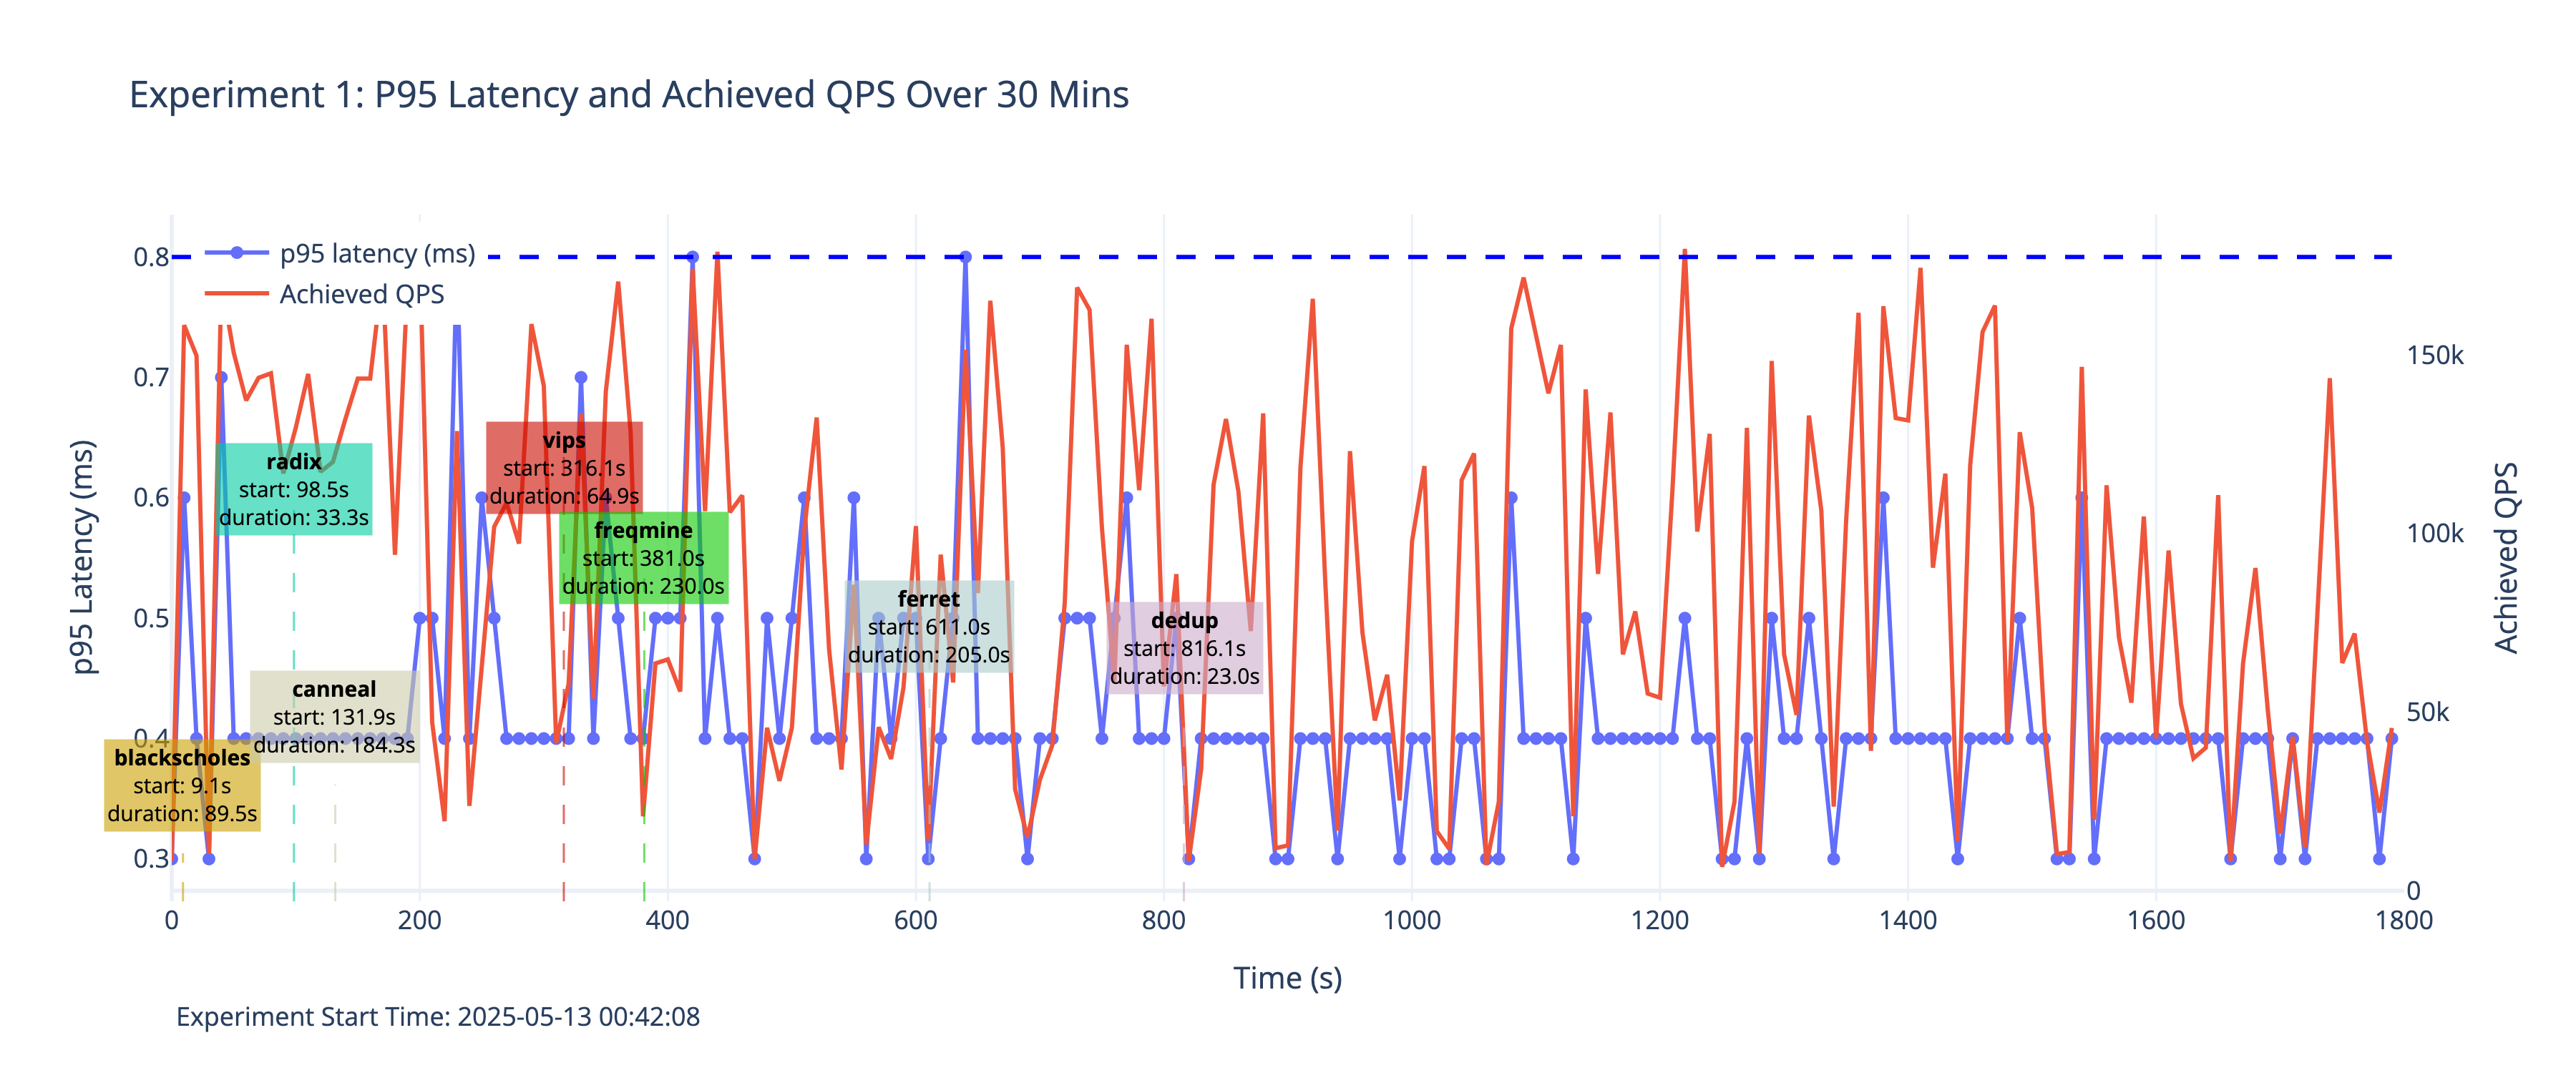 Experiment 1: P95 Latency and Achieved QPS Over 30 Mins
p95 latency (ms)
Achieved QPS
0.8
0.7
0.6
0.5
0.4
0.3
p95 Latency (ms)
150k
100k
50k
0
Achieved QPS
vips
start: 316.1s
duration: 64.9s
radix
start: 98.5s
duration: 33.3s
freqmine
start: 381.0s
duration: 230.0s
ferret
start: 611.0s
duration: 205.0s
dedup
start: 816.1s
duration: 23.0s
canneal
start: 131.9s
duration: 184.3s
blackscholes
start: 9.1s
duration: 89.5s
0
200
400
600
800
1000
1200
1400
1600
1800
Time (s)
Experiment Start Time: 2025-05-13 00:42:08